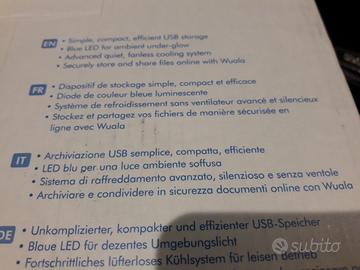 EN
• Simple, compact, efficient USB storage
• Blue LED for ambient under-glow
• Advanced quiet, fanless cooling system
• Securely store and share files online with Wuala
FR
• Dispositif de stockage simple, compact et efficace
• Diode de couleur bleue luminescente
• Système de refroidissement sans ventilateur avancé et silencieux
• Stockez et partagez vos fichiers de manière sécurisée en
ligne avec Wuala
IT
• Archiviazione USB semplice, compatta, efficiente
• LED blu per una luce ambiente soffusa
• Sistema di raffreddamento avanzato, silenzioso e senza ventole
• Archiviare e condividere in sicurezza documenti online con Wuala
DE
• Unkomplizierter, kompakter und effizienter USB-Speicher
• Blaue LED für dezentes Umgebungslicht
• Fortschrittliches lüfterloses Kühlsystem für leisen Betrieb
subito